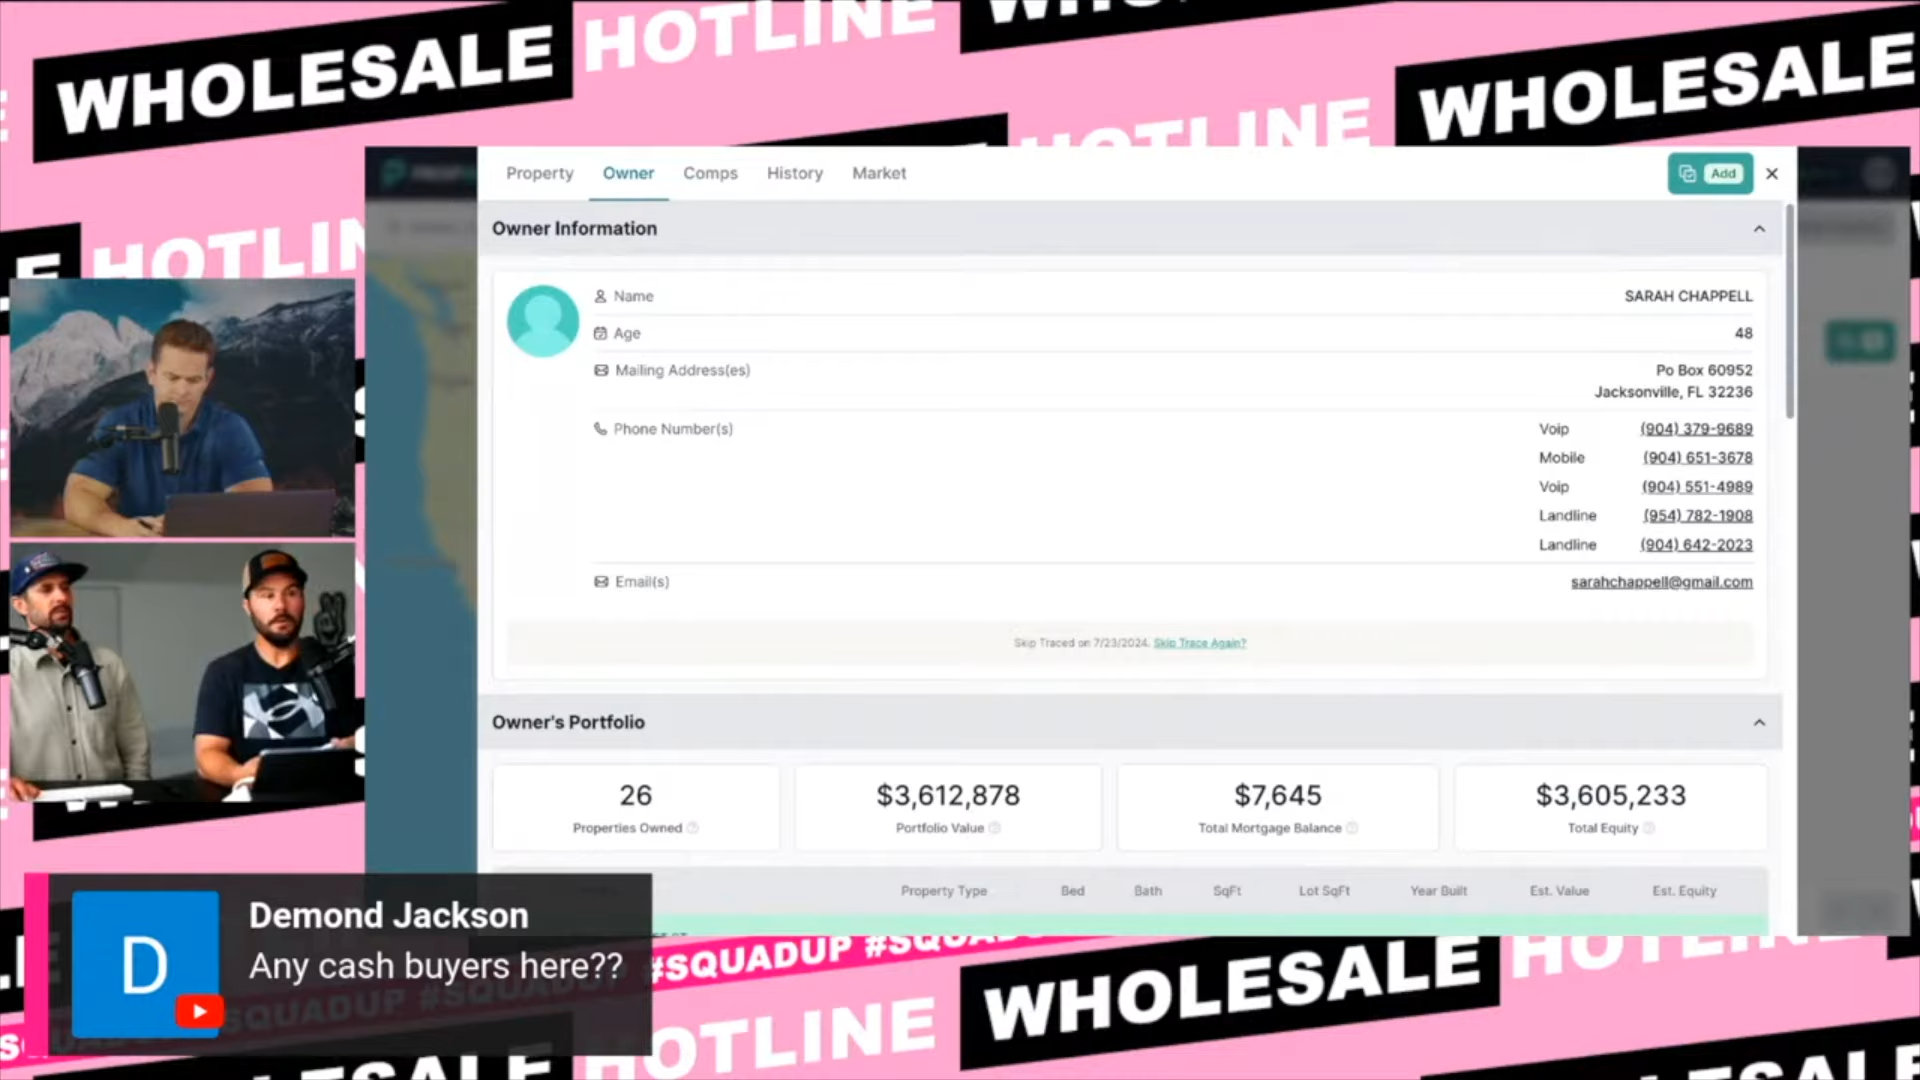 WHOLESALE HOTLINE
WHOLESALE
HOTLINE
Property Owner Comps History Market
Add
Owner Information
Name SARAH CHAPPELL
Age 48
Mailing Address(es) Po Box 60952
Jacksonville, FL 32236
Phone Number(s) Voip (904) 379-9689
Mobile (904) 651-3678
Voip (904) 551-4989
Landline (954) 782-1908
Landline (904) 642-2023
Email(s) sarahchappell@gmail.com
Skip Traced on 7/23/2024. Skip Trace Again?
Owner's Portfolio
26 $3,612,878 $7,645 $3,605,233
Properties Owned Portfolio Value Total Mortgage Balance Total Equity
Property Type Bed Bath SqFt Lot SqFt Year Built Est. Value Est. Equity
D
Demond Jackson
Any cash buyers here??
#SQUADUP
WHOLESALE HOTLINE
SQUADUP
HOTLINE